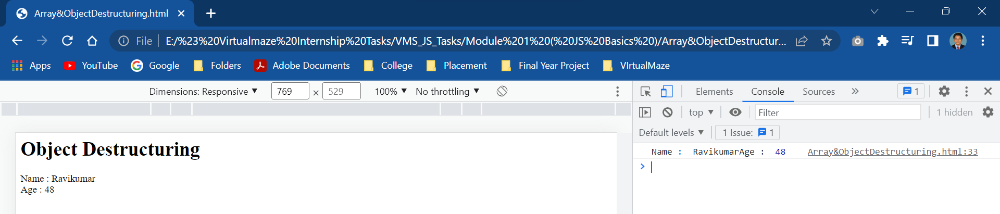 Array&ObjectDestructuring.html
File E:/%23%20Virtualmaze%20Internship%20Tasks/VMS_JS_Tasks/Module%201%20(%20JS%20Basics%20)/Array&ObjectDestructur...
Apps YouTube Google Folders Adobe Documents College Placement Final Year Project VIrtualMaze
Dimensions: Responsive 769 × 529 100% No throttling
Elements Console Sources 1
top Filter 1 hidden
Default levels 1 Issue: 1
Object Destructuring
Name : Ravikumar
Age : 48
Name :  RavikumarAge :  48 Array&ObjectDestructuring.html:33